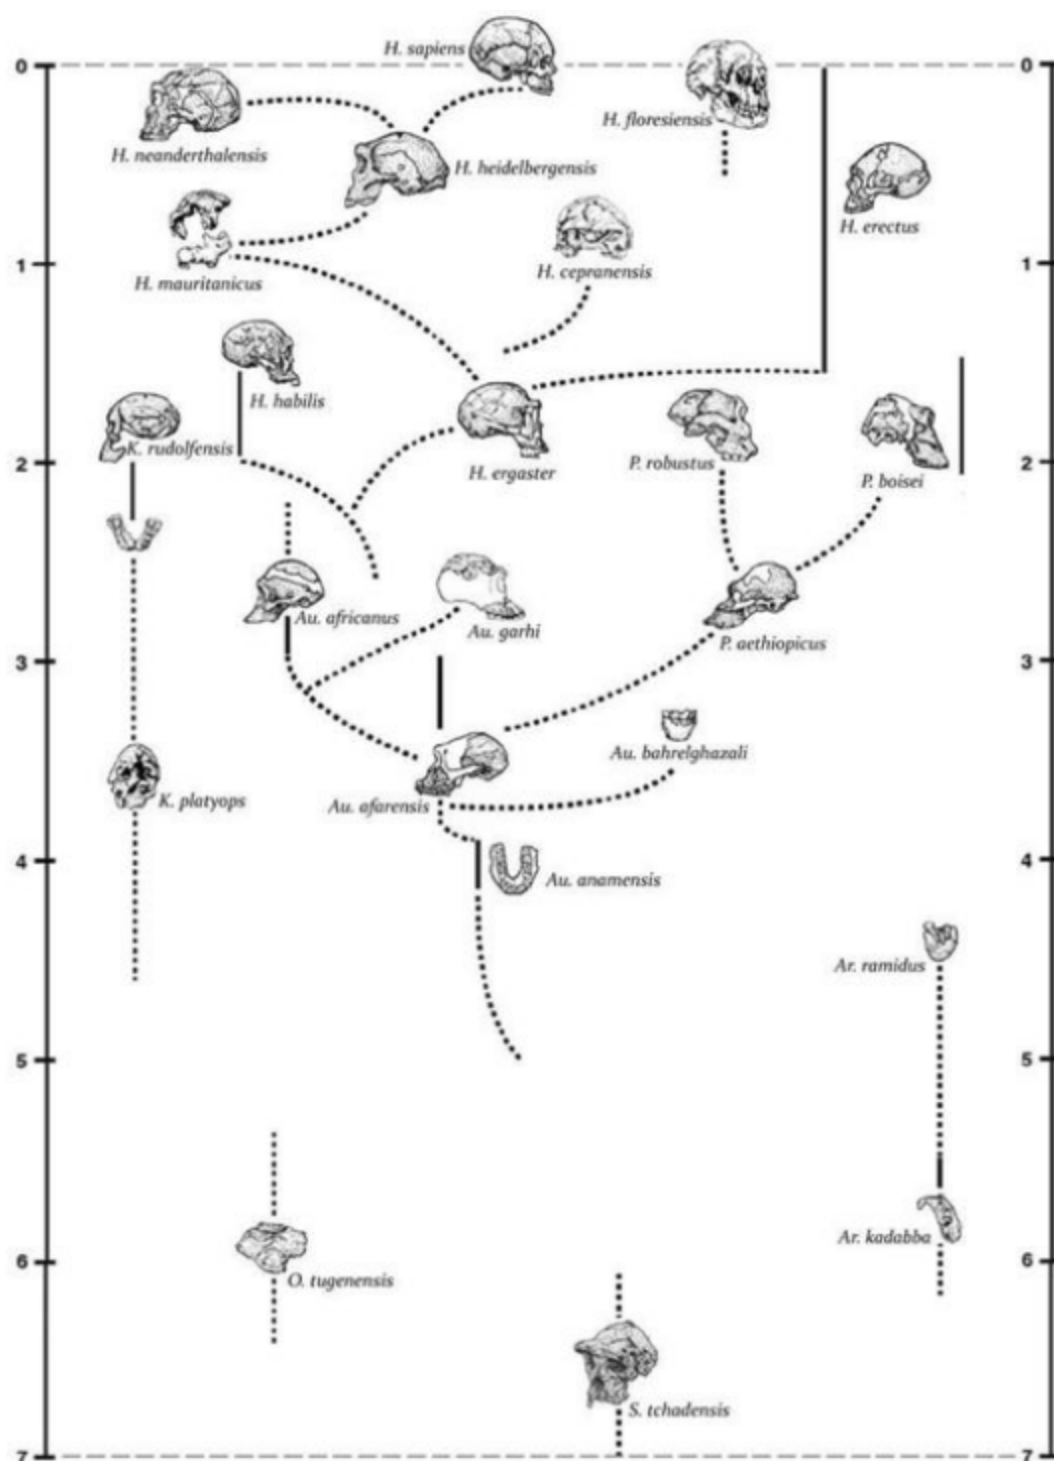 H. sapiens
0
0
H. floresiensis
H. neanderthalensis
H. heidelbergensis
H. erectus
H. cepranensis
1
1
H. mauritanicus
H. habilis
K. rudolfensis
2
H. ergaster
P. robustus
2
P. boisei
Au. africanus
Au. garhi
P. aethiopicus
3
3
Au. bahrelghazali
K. platyops
Au. afarensis
4
4
Au. anamensis
Ar. ramidus
5
5
Ar. kadabba
6
6
O. tugenensis
S. tchadensis
7
7